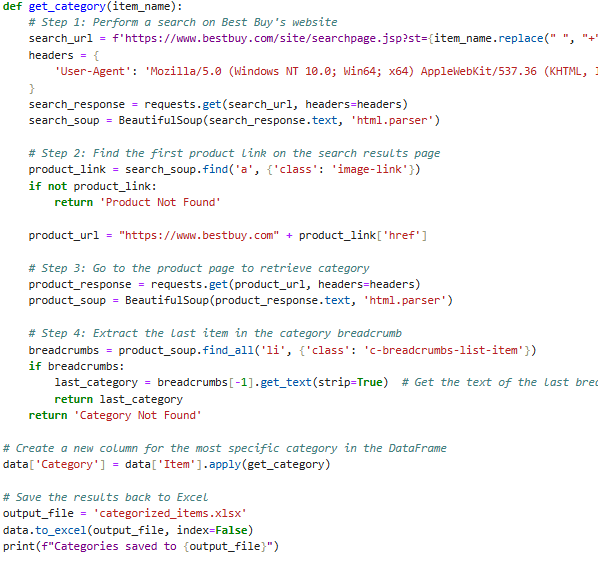 def get_category(item_name):
    # Step 1: Perform a search on Best Buy's website
    search_url = f'https://www.bestbuy.com/site/searchpage.jsp?st={item_name.replace(" ", "+"
    headers = {
        'User-Agent': 'Mozilla/5.0 (Windows NT 10.0; Win64; x64) AppleWebKit/537.36 (KHTML,
    }
    search_response = requests.get(search_url, headers=headers)
    search_soup = BeautifulSoup(search_response.text, 'html.parser')

    # Step 2: Find the first product link on the search results page
    product_link = search_soup.find('a', {'class': 'image-link'})
    if not product_link:
        return 'Product Not Found'

    product_url = "https://www.bestbuy.com" + product_link['href']

    # Step 3: Go to the product page to retrieve category
    product_response = requests.get(product_url, headers=headers)
    product_soup = BeautifulSoup(product_response.text, 'html.parser')

    # Step 4: Extract the last item in the category breadcrumb
    breadcrumbs = product_soup.find_all('li', {'class': 'c-breadcrumbs-list-item'})
    if breadcrumbs:
        last_category = breadcrumbs[-1].get_text(strip=True)  # Get the text of the last brea
        return last_category
    return 'Category Not Found'

# Create a new column for the most specific category in the DataFrame
data['Category'] = data['Item'].apply(get_category)

# Save the results back to Excel
output_file = 'categorized_items.xlsx'
data.to_excel(output_file, index=False)
print(f"Categories saved to {output_file}")